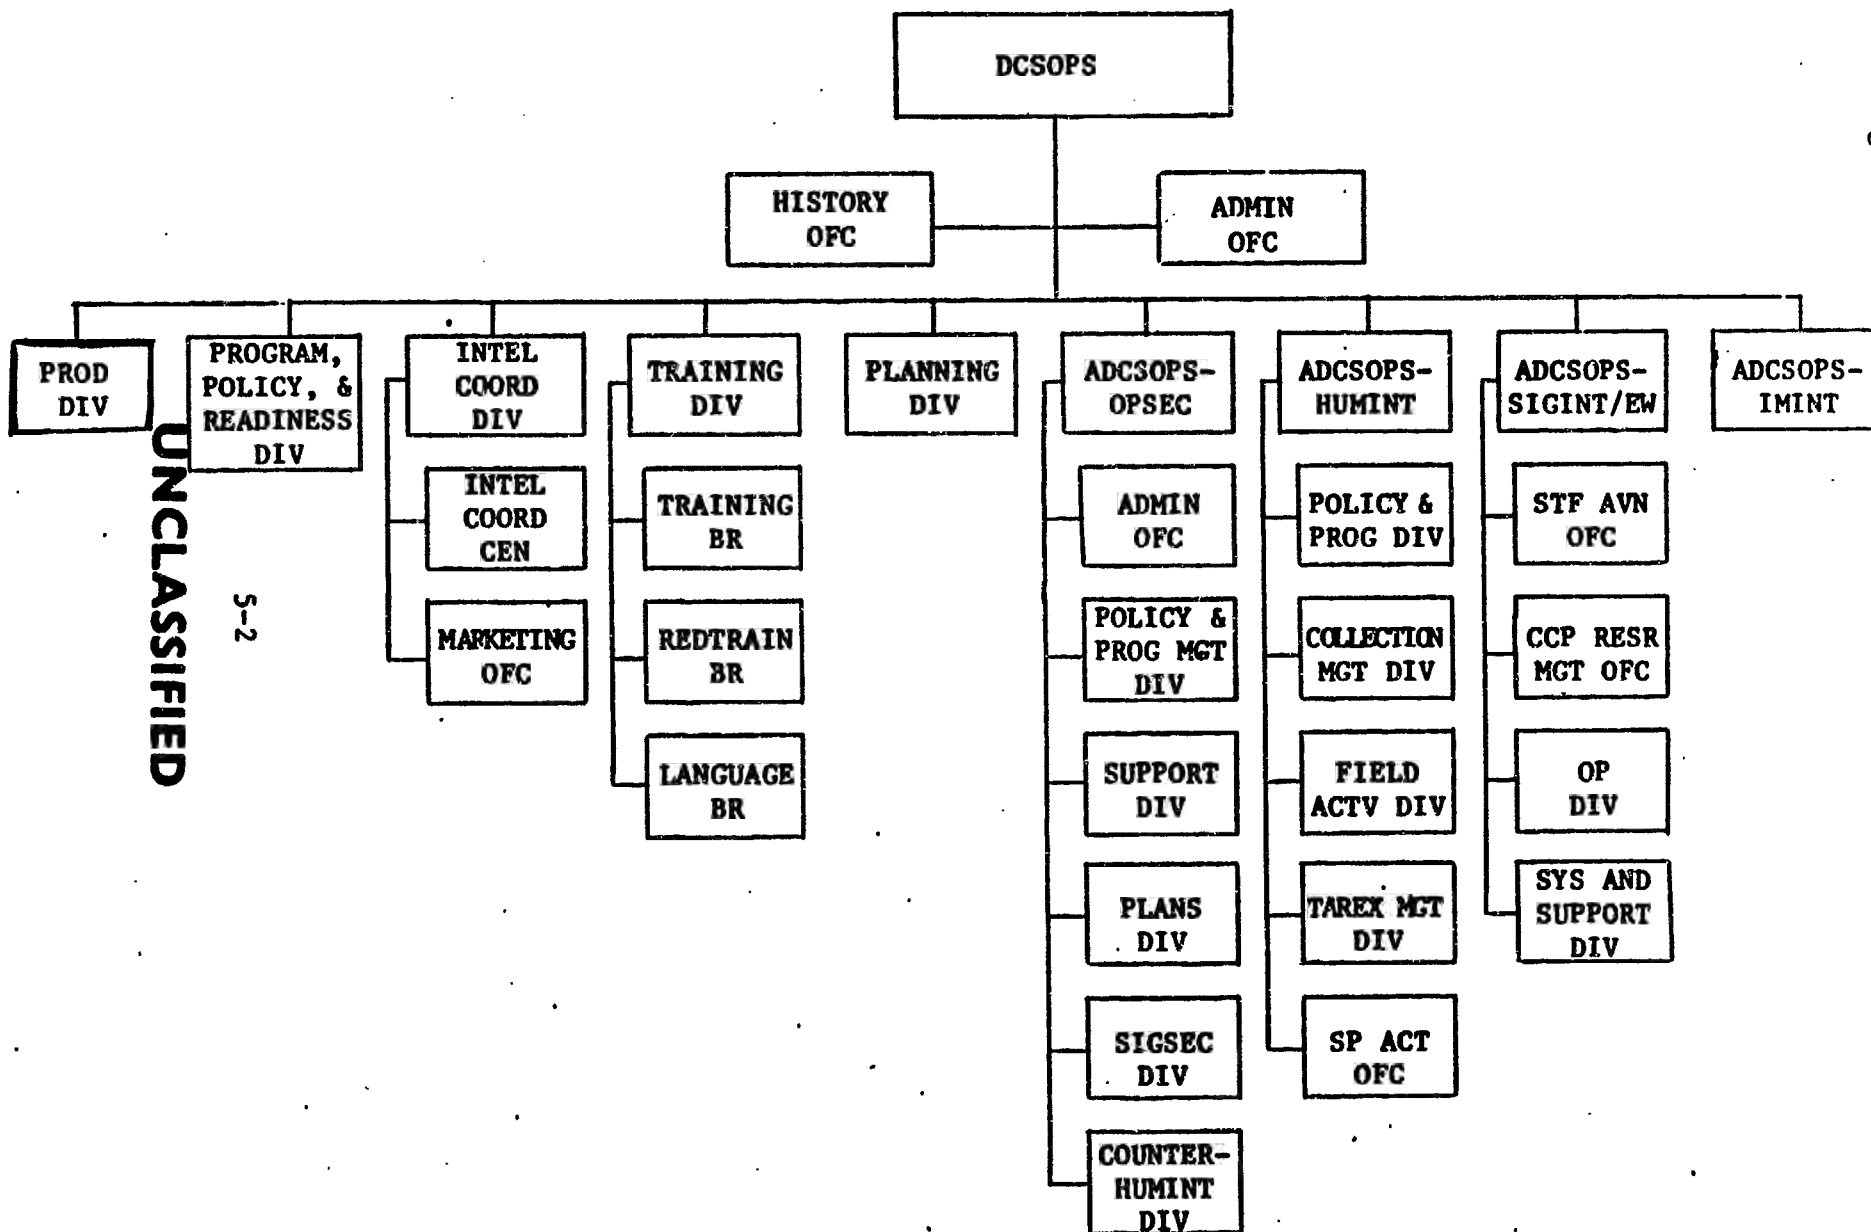 DCSOPS
HISTORY
OFC
ADMIN
OFC
PROD
DIV
PROGRAM,
POLICY, &
READINESS
DIV
INTEL
COORD
DIV
TRAINING
DIV
PLANNING
DIV
ADCSOPS-
OPSEC
ADCSOPS-
HUMINT
ADCSOPS-
SIGINT/EW
ADCSOPS-
IMINT
INTEL
COORD
CEN
MARKETING
OFC
TRAINING
BR
REDTRAIN
BR
LANGUAGE
BR
ADMIN
OFC
POLICY &
PROG MGT
DIV
SUPPORT
DIV
PLANS
DIV
SIGSEC
DIV
COUNTER-
HUMINT
DIV
POLICY &
PROG DIV
COLLECTION
MGT DIV
FIELD
ACTV DIV
TAREX MGT
DIV
SP ACT
OFC
STF AVN
OFC
CCP RESR
MGT OFC
OP
DIV
SYS AND
SUPPORT
DIV
UNCLASSIFIED
5-2